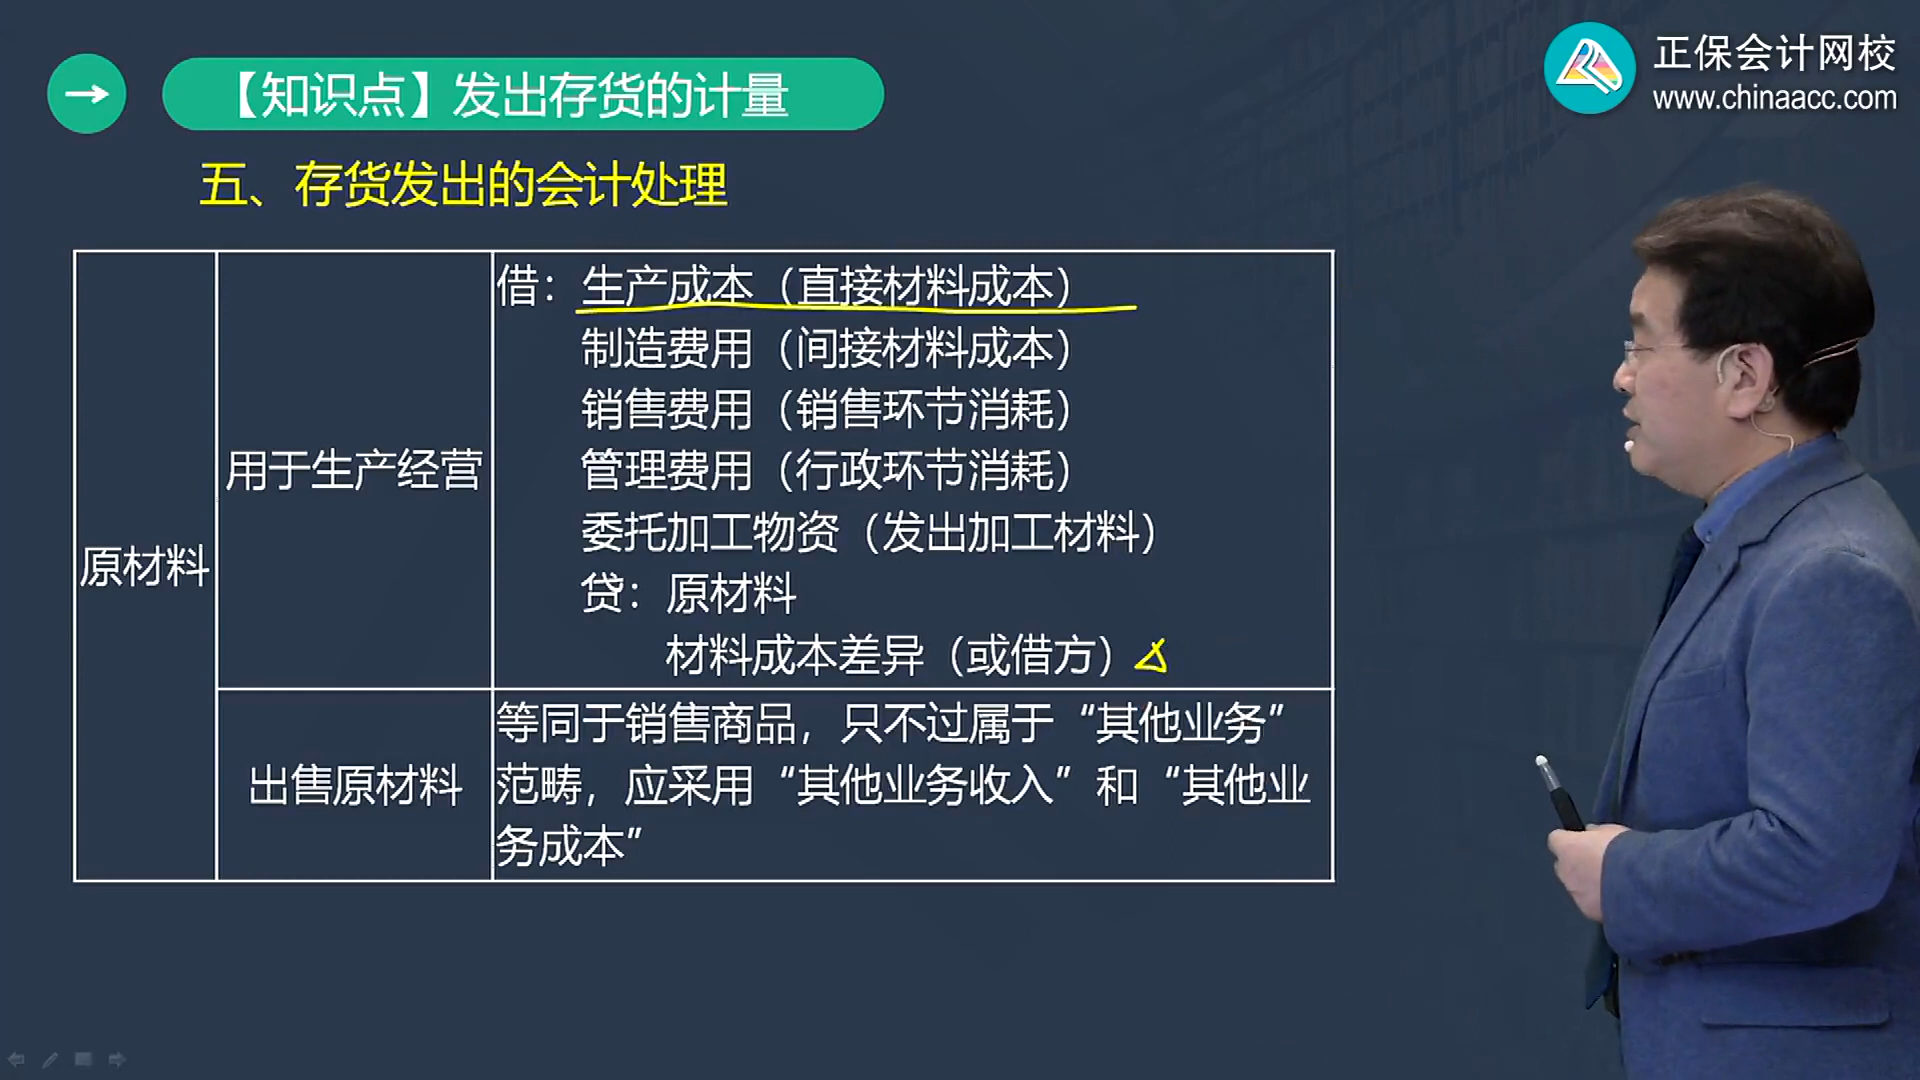 正保会计网校
www.chinaacc.com
【知识点】发出存货的计量
五、存货发出的会计处理
原材料
用于生产经营
借：生产成本（直接材料成本）
制造费用（间接材料成本）
销售费用（销售环节消耗）
管理费用（行政环节消耗）
委托加工物资（发出加工材料）
贷：原材料
材料成本差异（或借方）
出售原材料
等同于销售商品，只不过属于“其他业务”
范畴，应采用“其他业务收入”和“其他业
务成本”